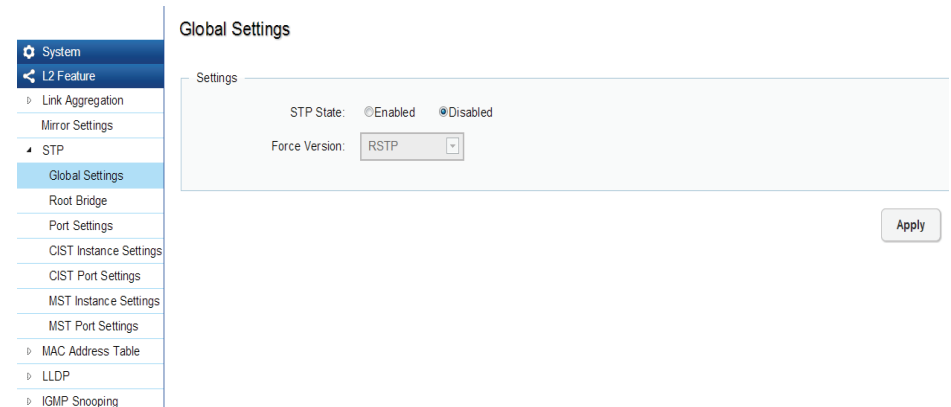 Global Settings
System
L2 Feature
Link Aggregation
Mirror Settings
STP
Global Settings
Root Bridge
Port Settings
CIST Instance Settings
CIST Port Settings
MST Instance Settings
MST Port Settings
MAC Address Table
LLDP
IGMP Snooping
Settings
STP State: Enabled Disabled
Force Version: RSTP
Apply